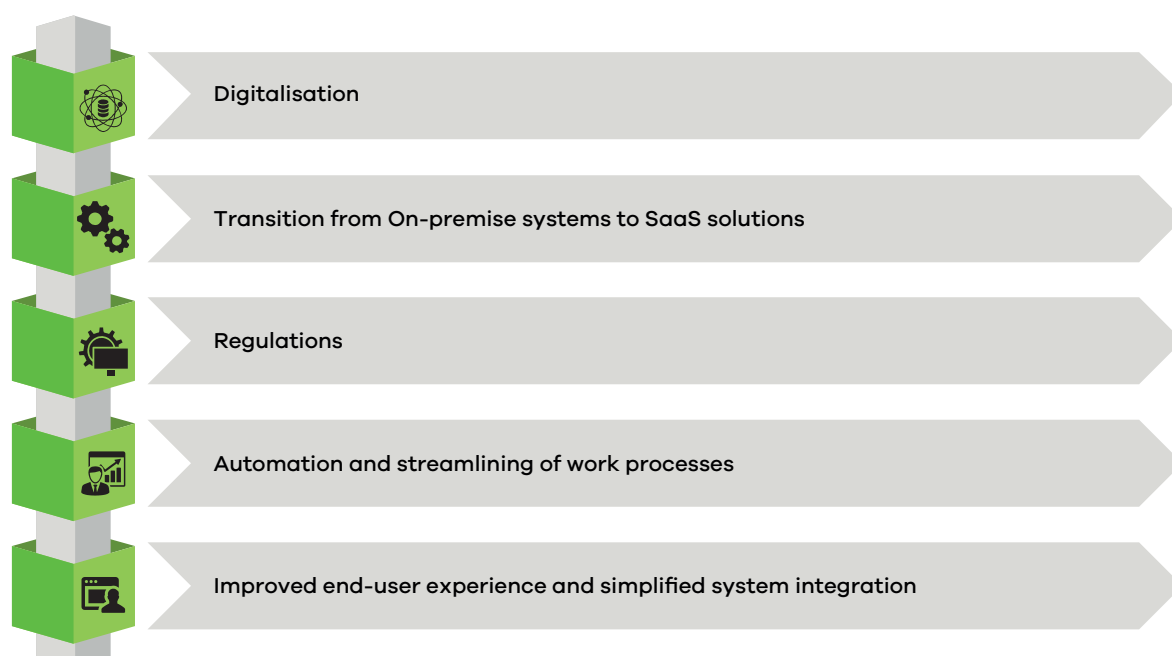 Digitalisation
Transition from On-premise systems to SaaS solutions
Regulations
Automation and streamlining of work processes
Improved end-user experience and simplified system integration